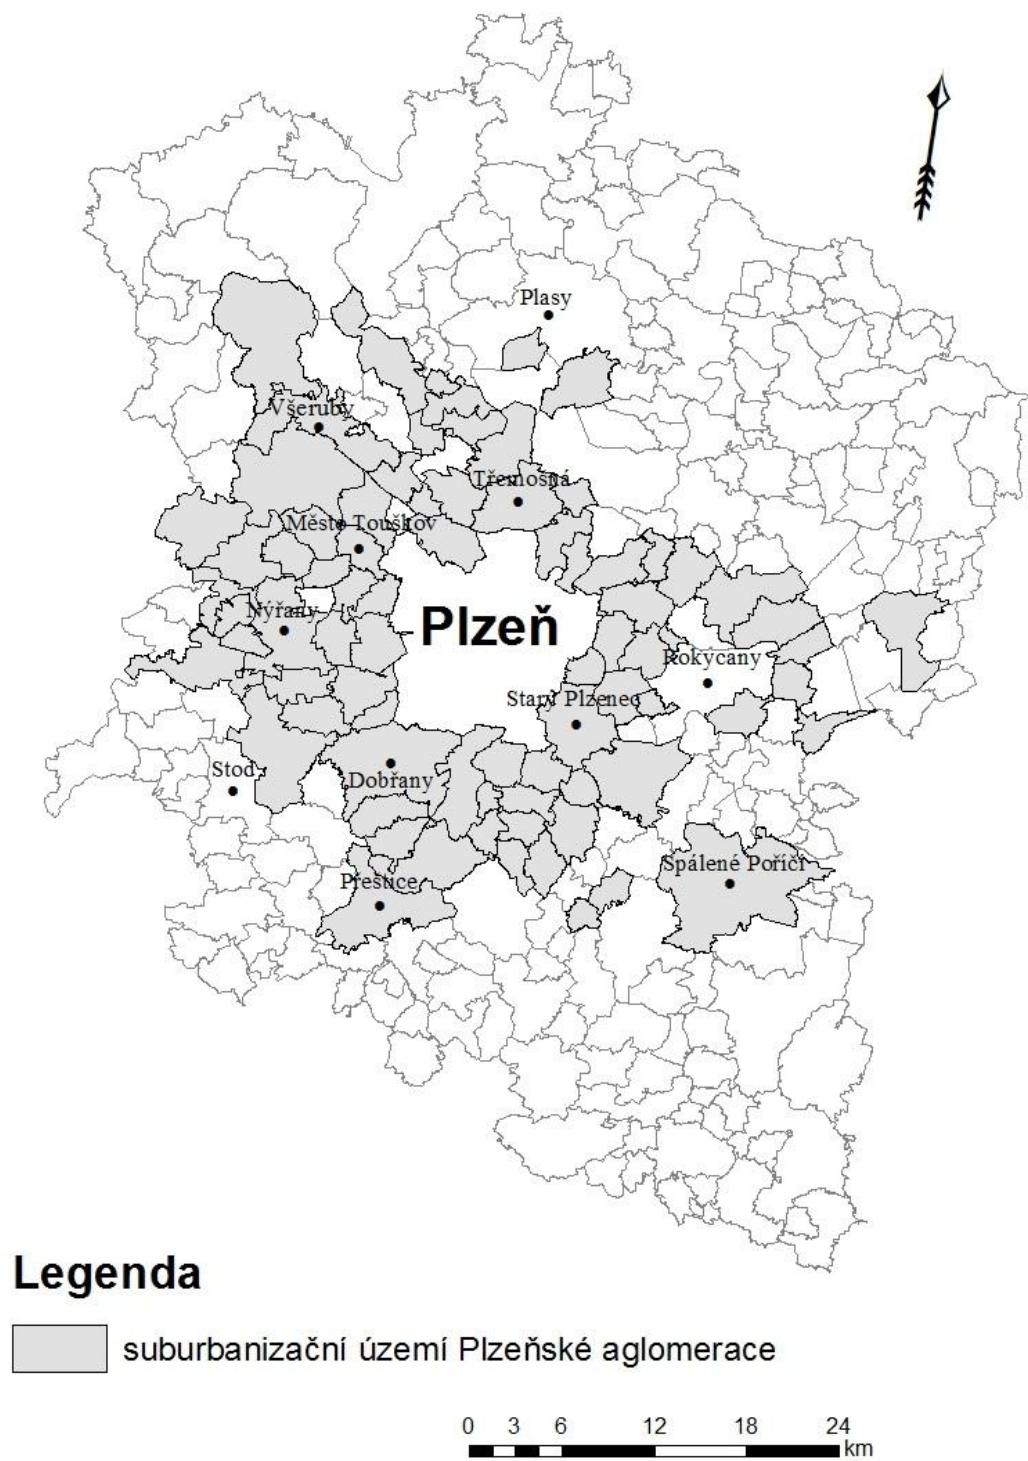 Plasy
Všeruby
Třemošná
Město Touškov
Nýřany
Plzeň
Rokycany
Starý Plzenec
Stod
Dobřany
Spálené Poříčí
Přeštice
Legenda
suburbanizační území Plzeňské aglomerace
0 3 6 12 18 24
km